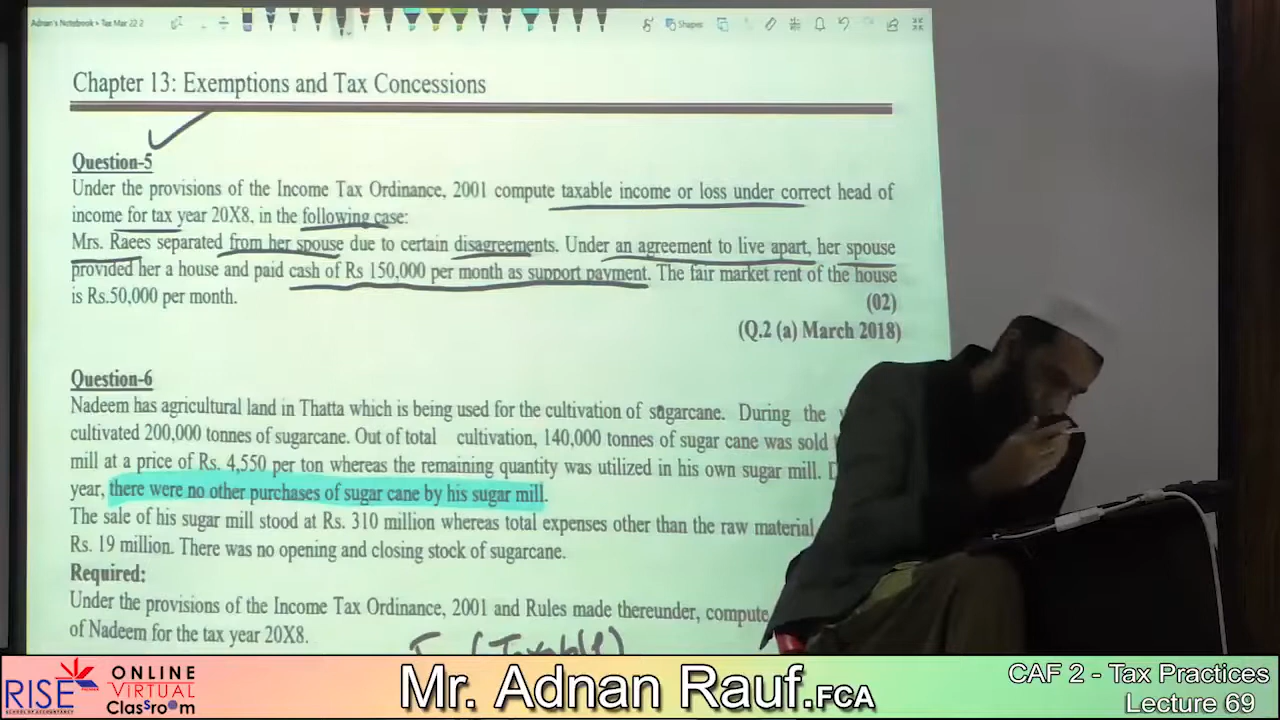 Adnan's Notebook > Tax Mar 22 2
Shapes
Chapter 13: Exemptions and Tax Concessions
Question-5
Under the provisions of the Income Tax Ordinance, 2001 compute taxable income or loss under correct head of
income for tax year 20X8, in the following case:
Mrs. Raees separated from her spouse due to certain disagreements. Under an agreement to live apart, her spouse
provided her a house and paid cash of Rs 150,000 per month as support payment. The fair market rent of the house
is Rs.50,000 per month.
(02)
(Q.2 (a) March 2018)
Question-6
Nadeem has agricultural land in Thatta which is being used for the cultivation of sugarcane. During the
cultivated 200,000 tonnes of sugarcane. Out of total cultivation, 140,000 tonnes of sugar cane was sold
mill at a price of Rs. 4,550 per ton whereas the remaining quantity was utilized in his own sugar mill.
year, there were no other purchases of sugar cane by his sugar mill.
The sale of his sugar mill stood at Rs. 310 million whereas total expenses other than the raw material
Rs. 19 million. There was no opening and closing stock of sugarcane.
Required:
Under the provisions of the Income Tax Ordinance, 2001 and Rules made thereunder, compute
of Nadeem for the tax year 20X8.
(Taxable)
RISE
SCHOOL OF ACCOUNTANCY
ONLINE
VIRTUAL
ClassrOOm
Mr. Adnan Rauf.FCA
CAF 2 - Tax Practices
Lecture 69